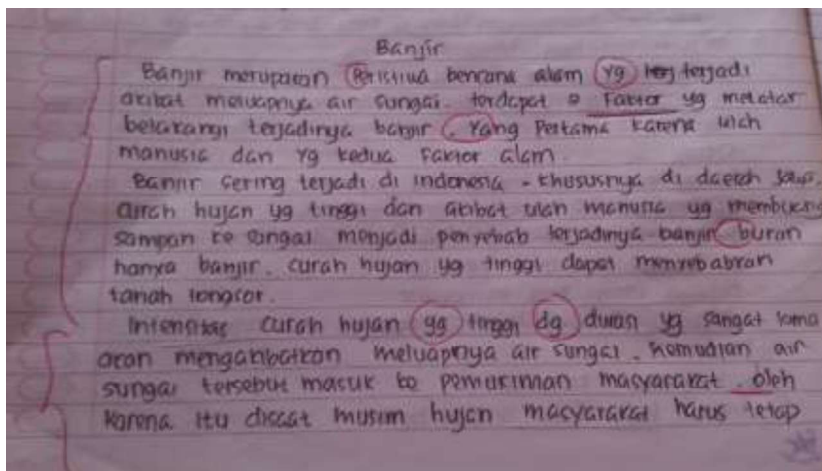 Banjir
Banjir merupakan Peristiwa bencana alam yg terjadi
akibat meluapnya air sungai. terdapat 2 Faktor yg melatar
belakangi terjadinya banjir. Yang Pertama karena ulah
manusia dan yg kedua faktor alam.
Banjir sering terjadi di indonesia - khususnya di daerah
curah hujan yg tinggi dan akibat ulah manusia yg membuang
sampah ke sungai menjadi penyebab terjadinya banjir. bukan
hanya banjir. curah hujan yg tinggi dapat menyebabkan
tanah longsor.
Intensitas curah hujan yg tinggi dg durasi yg sangat lama
akan mengakibatkan meluapnya air sungai. kemudian air
sungai tersebut masuk ke pemukiman masyarakat. oleh
karena itu disaat musim hujan masyarakat harus tetap